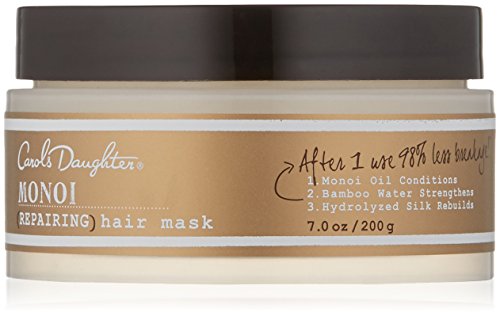 Carol's Daughter®
MONOI
(REPAIRING) hair mask
After 1 use 98% less breakage!
1. Monoi Oil Conditions
2. Bamboo Water Strengthens
3. Hydrolyzed Silk Rebuilds
7.0 oz / 200 g